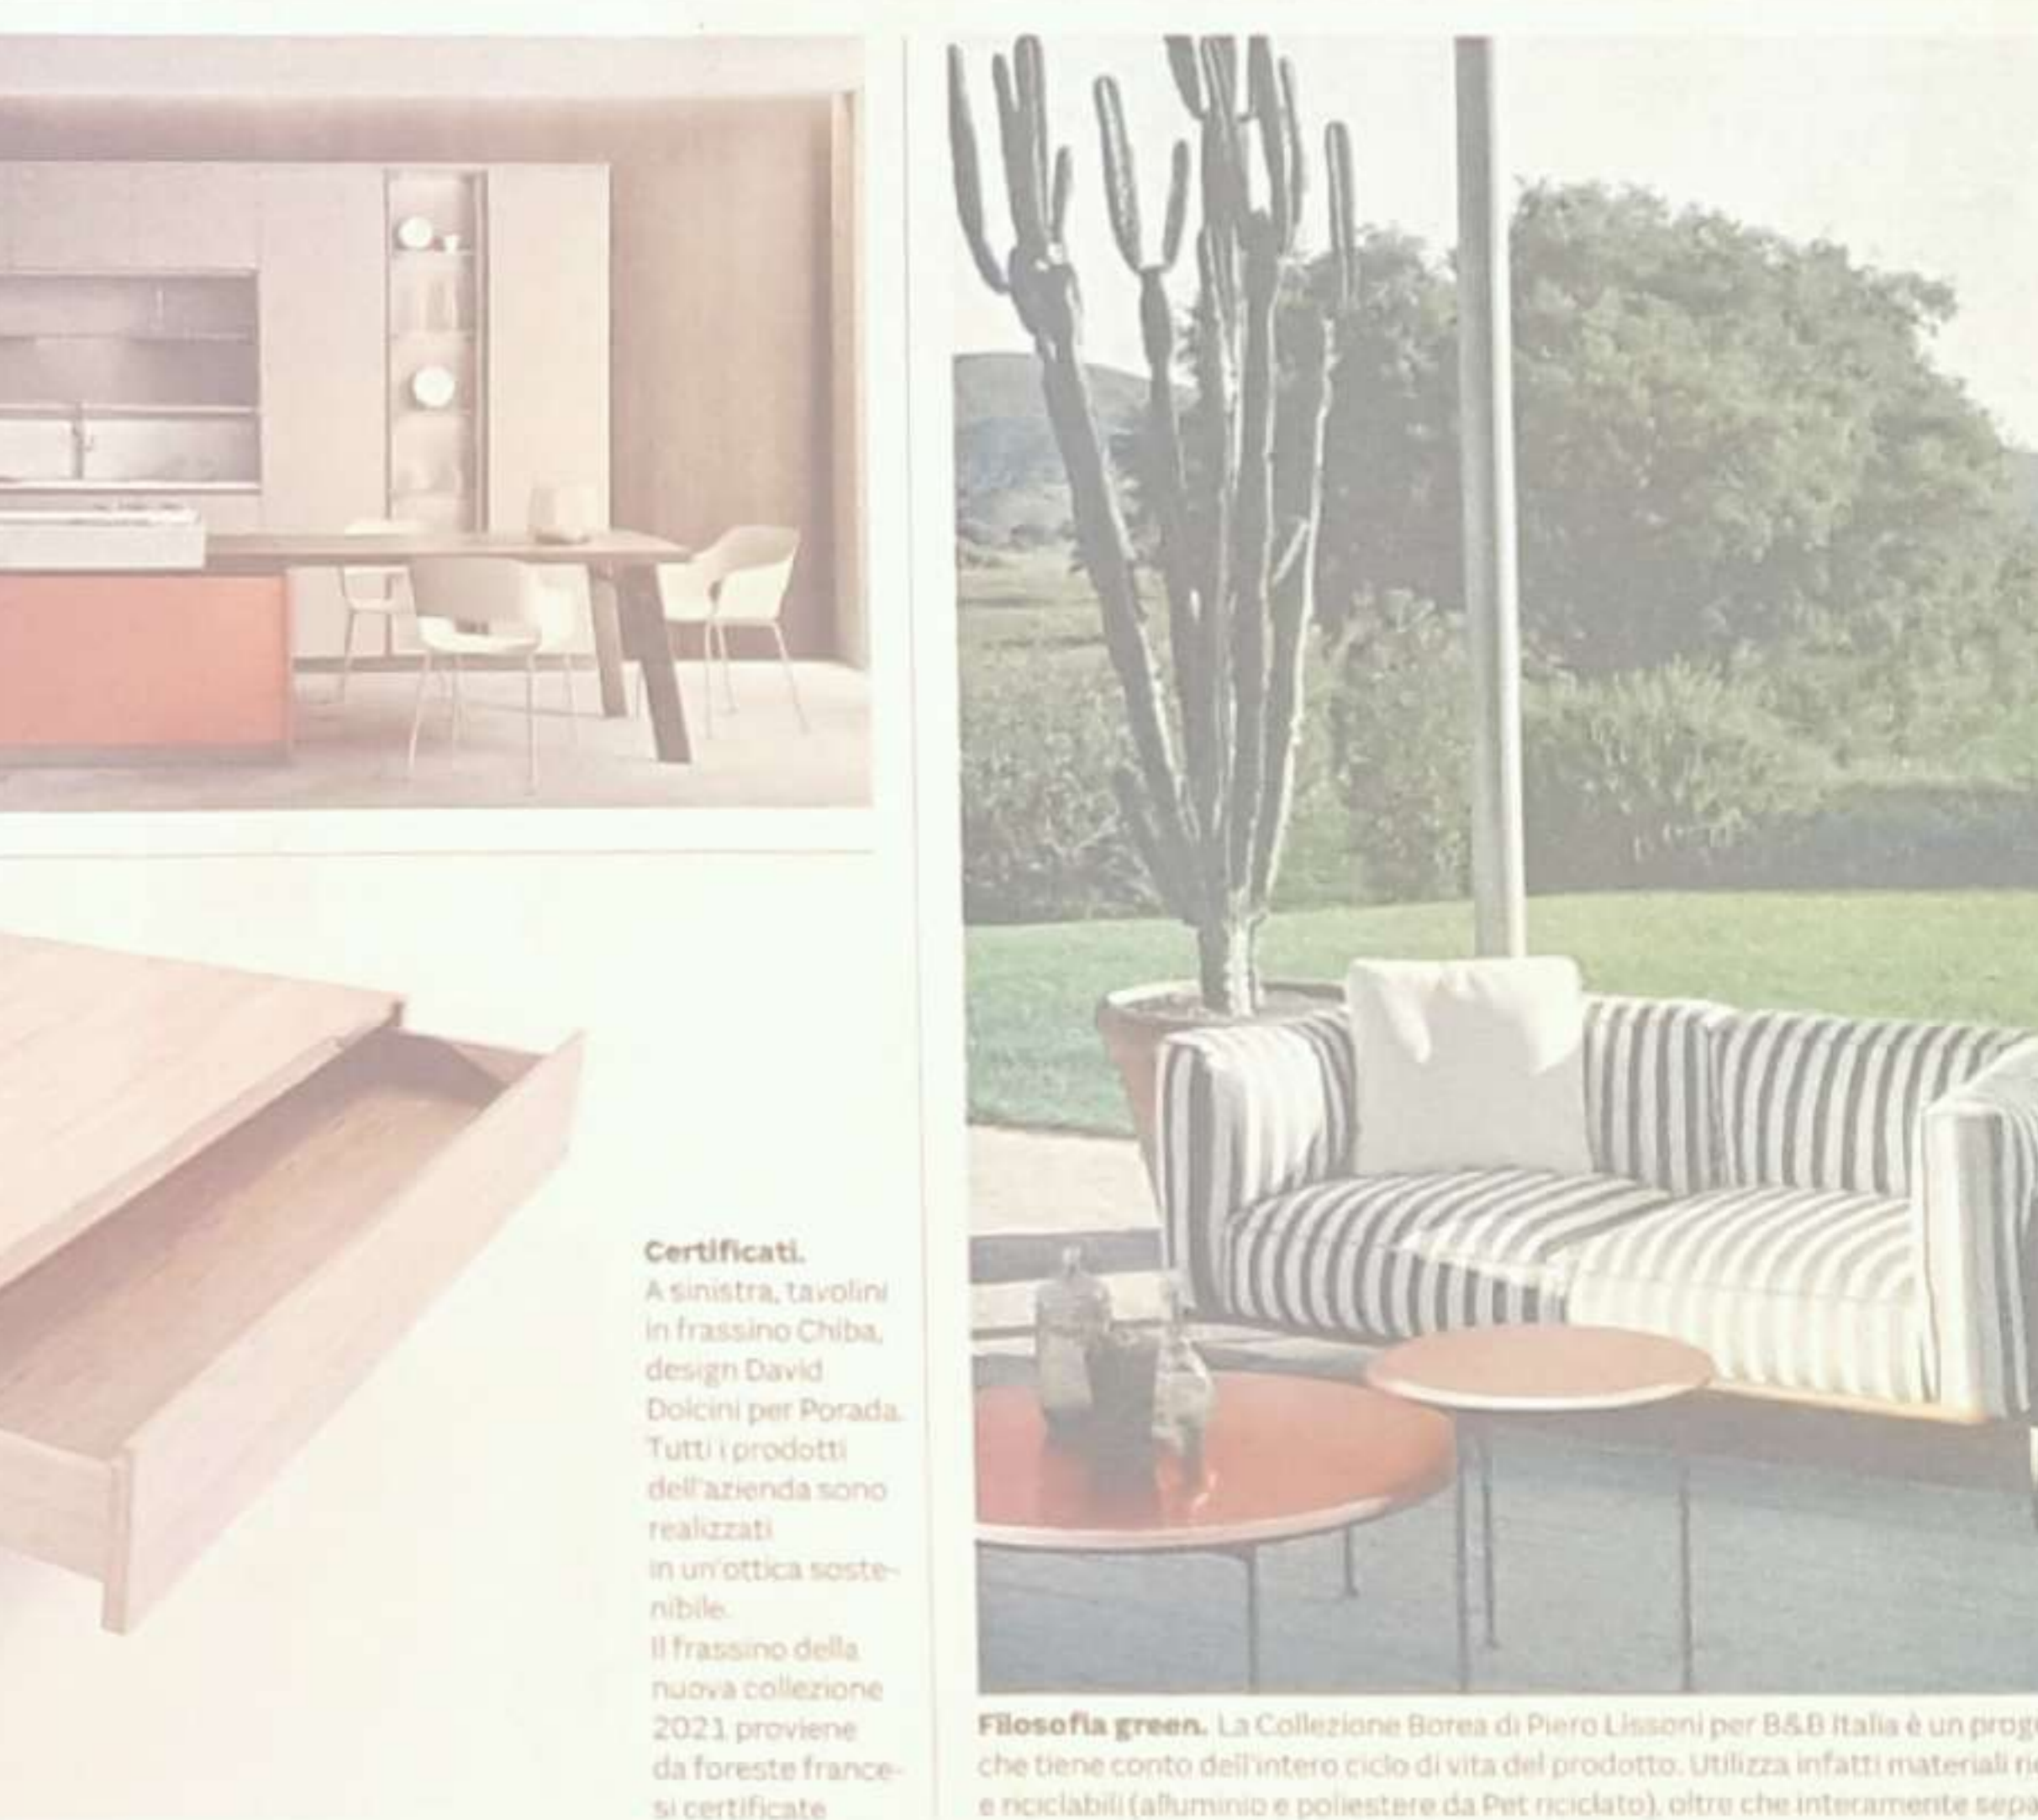 Certificati.
A sinistra, tavolini
in frassino Chiba,
design David
Dolcini per Porada.
Tutti i prodotti
dell'azienda sono
realizzati
in un'ottica soste-
nibile.
Il frassino della
nuova collezione
2021 proviene
da foreste france-
si certificate
Filosofia green. La Collezione Borea di Piero Lissoni per B&B Italia è un
che tiene conto dell'intero ciclo di vita del prodotto. Utilizza infatti materiali
e riciclabili (alluminio e poliestere da Pet riciclato), oltre che interamente